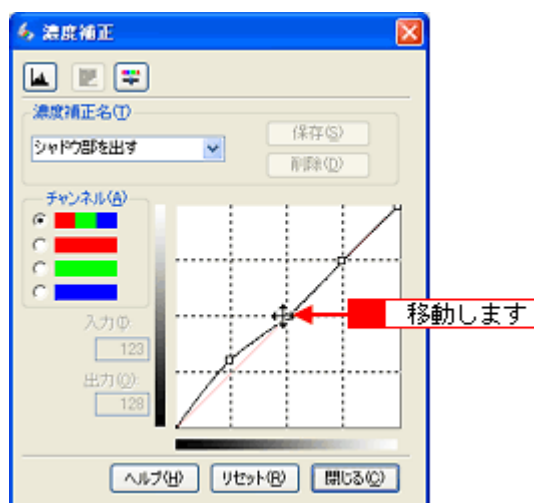 濃度補正
濃度補正名(T)
シャドウ部を出す
保存(S)
削除(D)
チャンネル(A)
入力(I):
123
出力(O):
128
移動します
ヘルプ(H)
リセット(R)
閉じる(C)